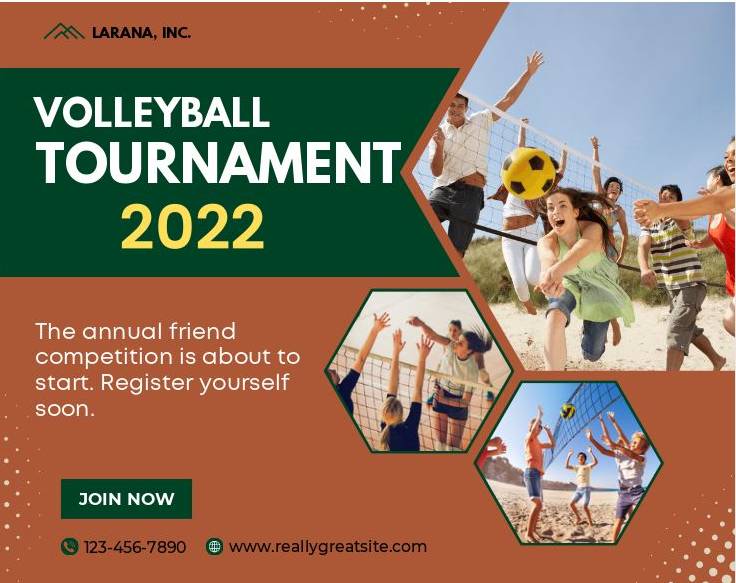 LARANA, INC.
VOLLEYBALL
TOURNAMENT
2022
The annual friend
competition is about to
start. Register yourself
soon.
JOIN NOW
123-456-7890
www.reallygreatsite.com